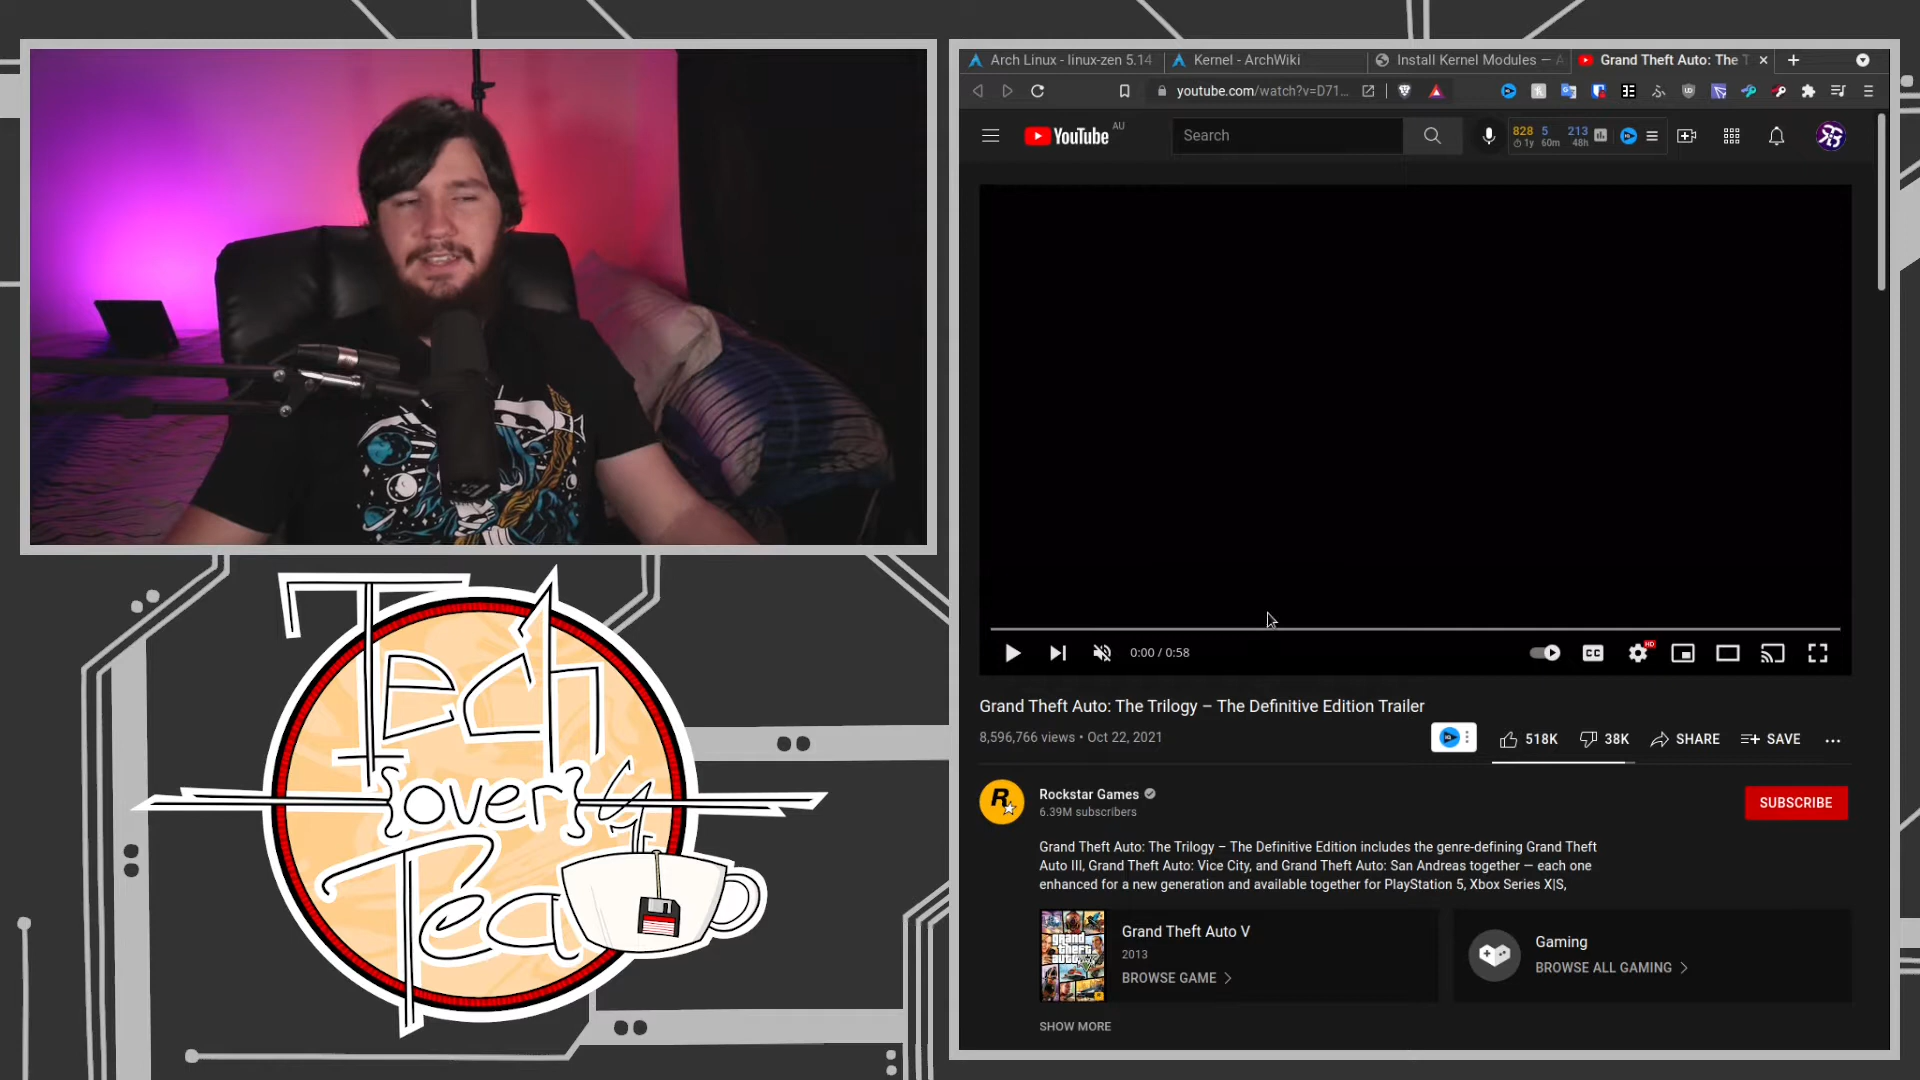 Arch Linux - linux-zen 5.14
Kernel - ArchWiki
Install Kernel Modules — A
Grand Theft Auto: The T
youtube.com/watch?v=D71...
YouTube
AU
Search
828 5 213
1y 60m 48h
0:00 / 0:58
CC
HD
Grand Theft Auto: The Trilogy – The Definitive Edition Trailer
8,596,766 views • Oct 22, 2021
518K
38K
SHARE
SAVE
Rockstar Games
6.39M subscribers
SUBSCRIBE
Grand Theft Auto: The Trilogy – The Definitive Edition includes the genre-defining Grand Theft
Auto III, Grand Theft Auto: Vice City, and Grand Theft Auto: San Andreas together — each one
enhanced for a new generation and available together for PlayStation 5, Xbox Series X|S,
Grand Theft Auto V
2013
BROWSE GAME
Gaming
BROWSE ALL GAMING
SHOW MORE
Tech
{over}
Tea